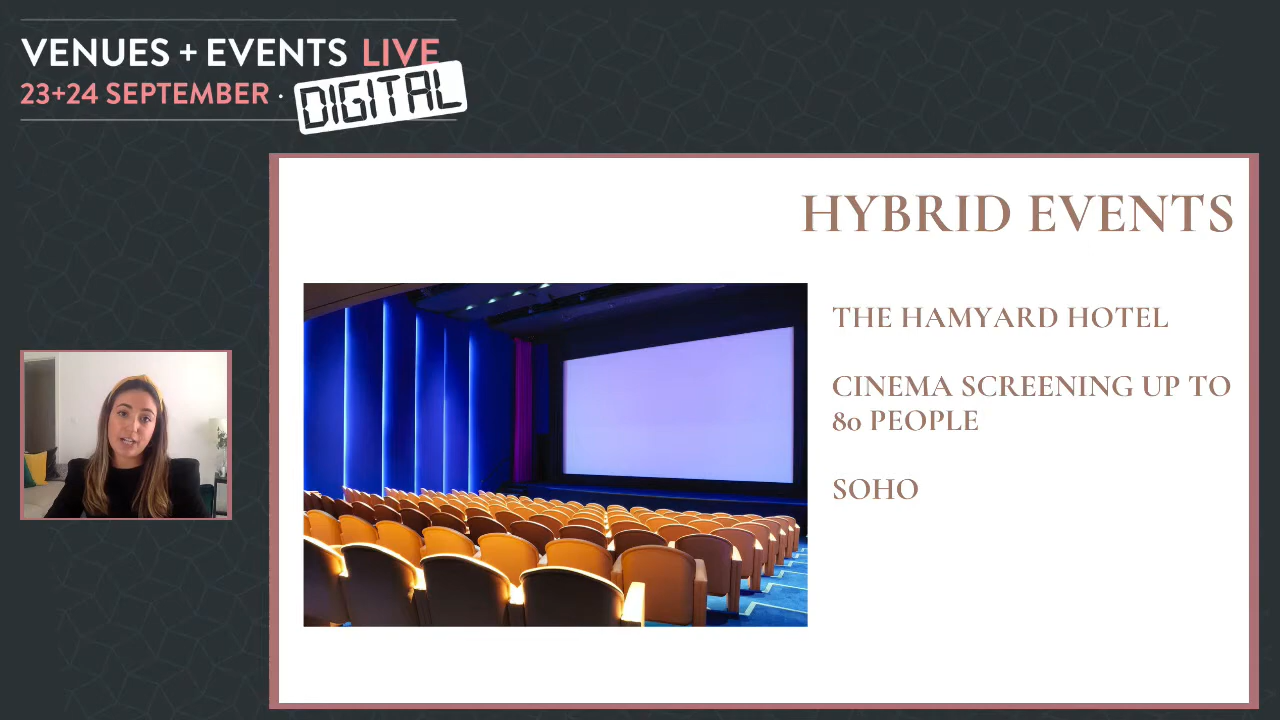 VENUES + EVENTS LIVE
23+24 SEPTEMBER · DIGITAL
HYBRID EVENTS
THE HAMYARD HOTEL
CINEMA SCREENING UP TO
80 PEOPLE
SOHO